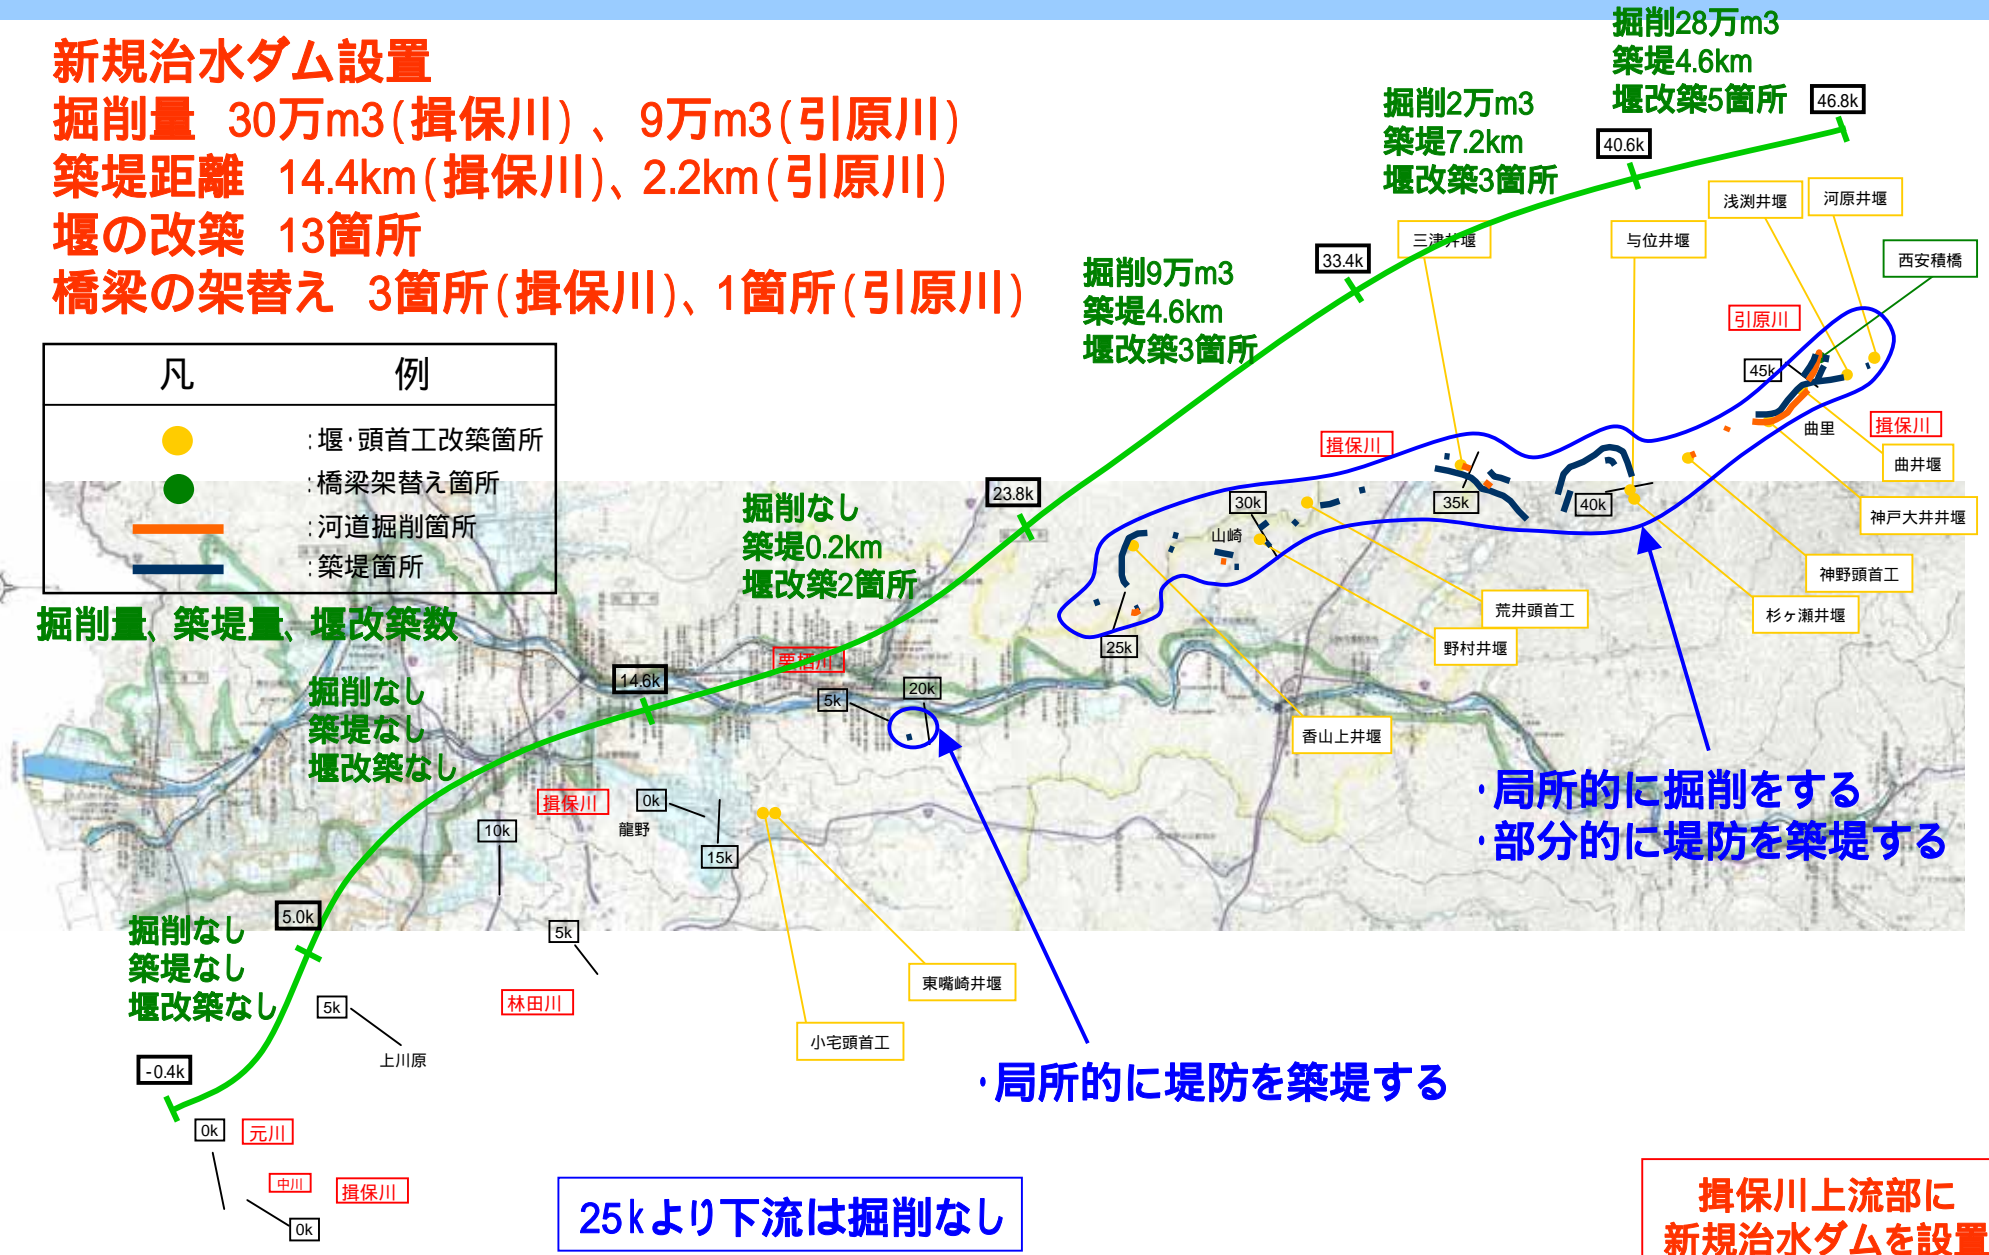 新規治水ダム設置
掘削量　30万m3(揖保川)、9万m3(引原川)
築堤距離　14.4km(揖保川)、2.2km(引原川)
堰の改築　13箇所
橋梁の架替え　3箇所(揖保川)、1箇所(引原川)
凡　例
:堰･頭首工改築箇所
:橋梁架替え箇所
:河道掘削箇所
:築堤箇所
掘削量、築堤量、堰改築数
掘削28万m3
築堤4.6km
堰改築5箇所
46.8k
掘削2万m3
築堤7.2km
堰改築3箇所
40.6k
掘削9万m3
築堤4.6km
堰改築3箇所
33.4k
掘削なし
築堤0.2km
堰改築2箇所
23.8k
掘削なし
築堤なし
堰改築なし
14.6k
掘削なし
築堤なし
堰改築なし
5.0k
-0.4k
三津井堰
与位井堰
浅渕井堰
河原井堰
西安積橋
引原川
45k
曲里
揖保川
曲井堰
神戸大井井堰
神野頭首工
杉ヶ瀬井堰
荒井頭首工
野村井堰
香山上井堰
揖保川
30k
山崎
35k
40k
25k
栗栖川
5k
20k
揖保川
0k
龍野
10k
15k
5k
林田川
東嘴崎井堰
小宅頭首工
5k
上川原
0k
元川
中川
揖保川
0k
･局所的に掘削をする
･部分的に堤防を築堤する
･局所的に堤防を築堤する
25kより下流は掘削なし
揖保川上流部に
新規治水ダムを設置